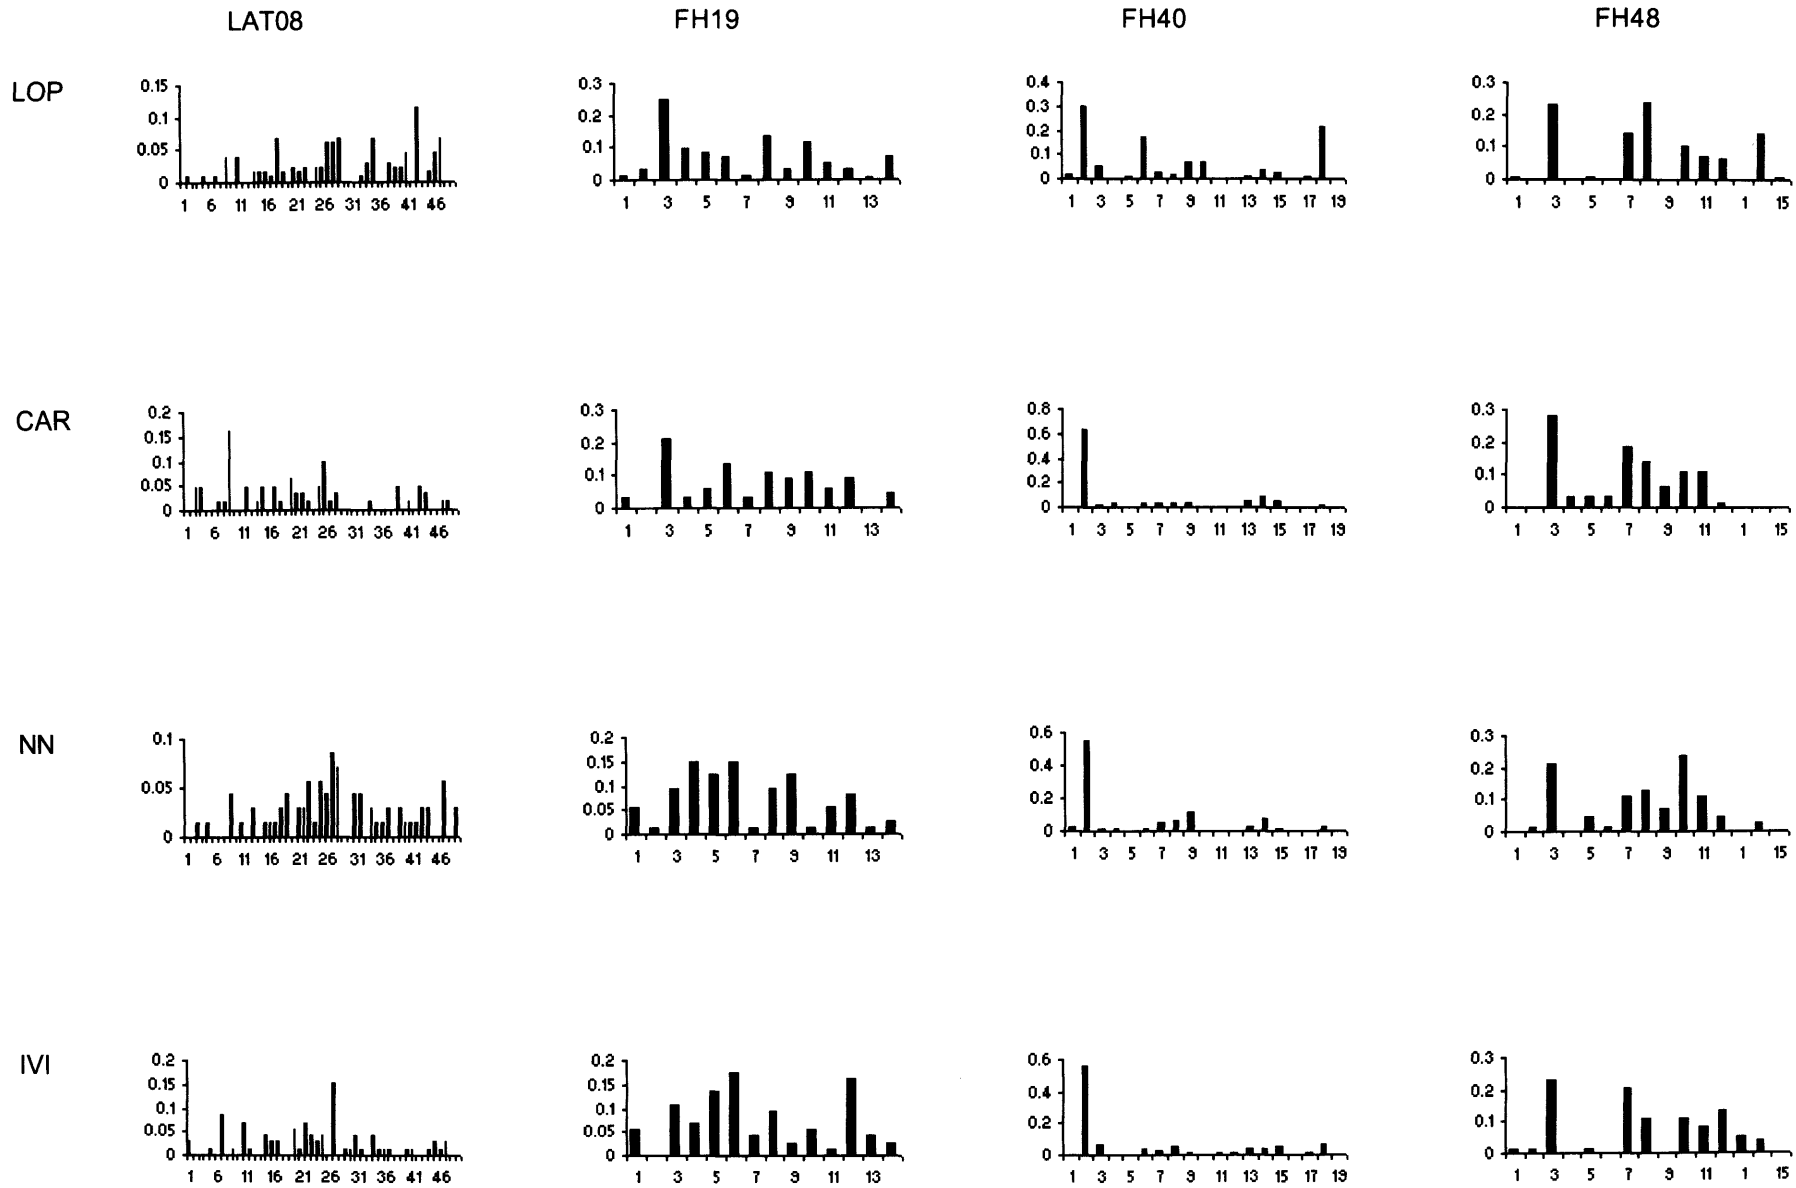 LAT08 FH19 FH40 FH48
LOP
0.15 0.3 0.4 0.3
0.1 0.2 0.3 0.2
0.05 0.1 0.2 0.1
0 0 0.1 0
0
1 6 11 16 21 26 31 36 41 46 1 3 5 7 9 11 13 1 3 5 7 9 11 13 15 17 19 1 3 5 7 9 11 1 15
CAR
0.2 0.3 0.8 0.3
0.15 0.2 0.6 0.2
0.1 0.1 0.4 0.1
0.05 0 0.2 0
0 0
1 6 11 16 21 26 31 36 41 46 1 3 5 7 9 11 13 1 3 5 7 9 11 13 15 17 19 1 3 5 7 9 11 1 15
NN
0.1 0.2 0.6 0.3
0.05 0.15 0.4 0.2
0 0.1 0.2 0.1
0.05 0 0
0
1 6 11 16 21 26 31 36 41 46 1 3 5 7 9 11 13 1 3 5 7 9 11 13 15 17 19 1 3 5 7 9 11 1 15
IVI
0.2 0.2 0.6 0.3
0.15 0.15 0.4 0.2
0.1 0.1 0.2 0.1
0.05 0.05 0 0
0 0
1 6 11 16 21 26 31 36 41 46 1 3 5 7 9 11 13 1 3 5 7 9 11 13 15 17 19 1 3 5 7 9 11 1 15